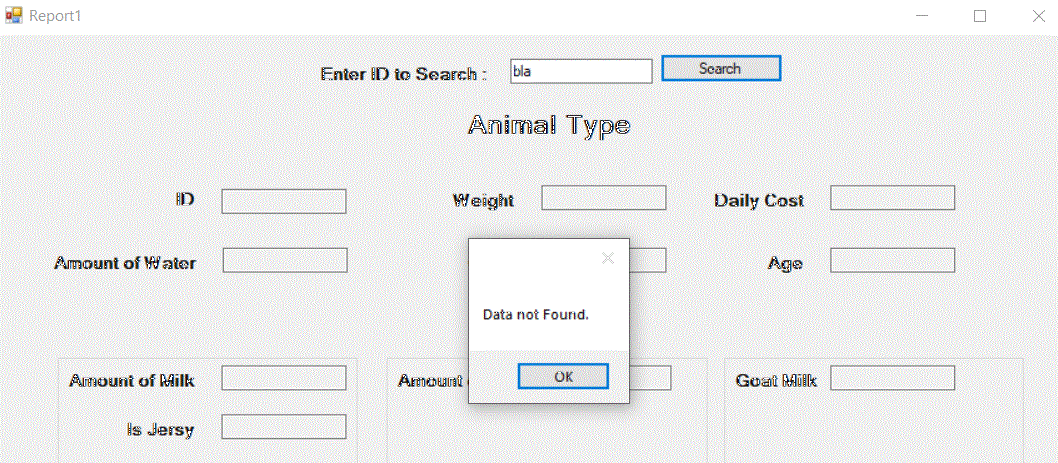 Report1
Enter ID to Search :
bla
Search
Animal Type
ID
Weight
Daily Cost
Amount of Water
Age
Data not Found.
OK
Amount of Milk
Amount
Goat Milk
Is Jersy